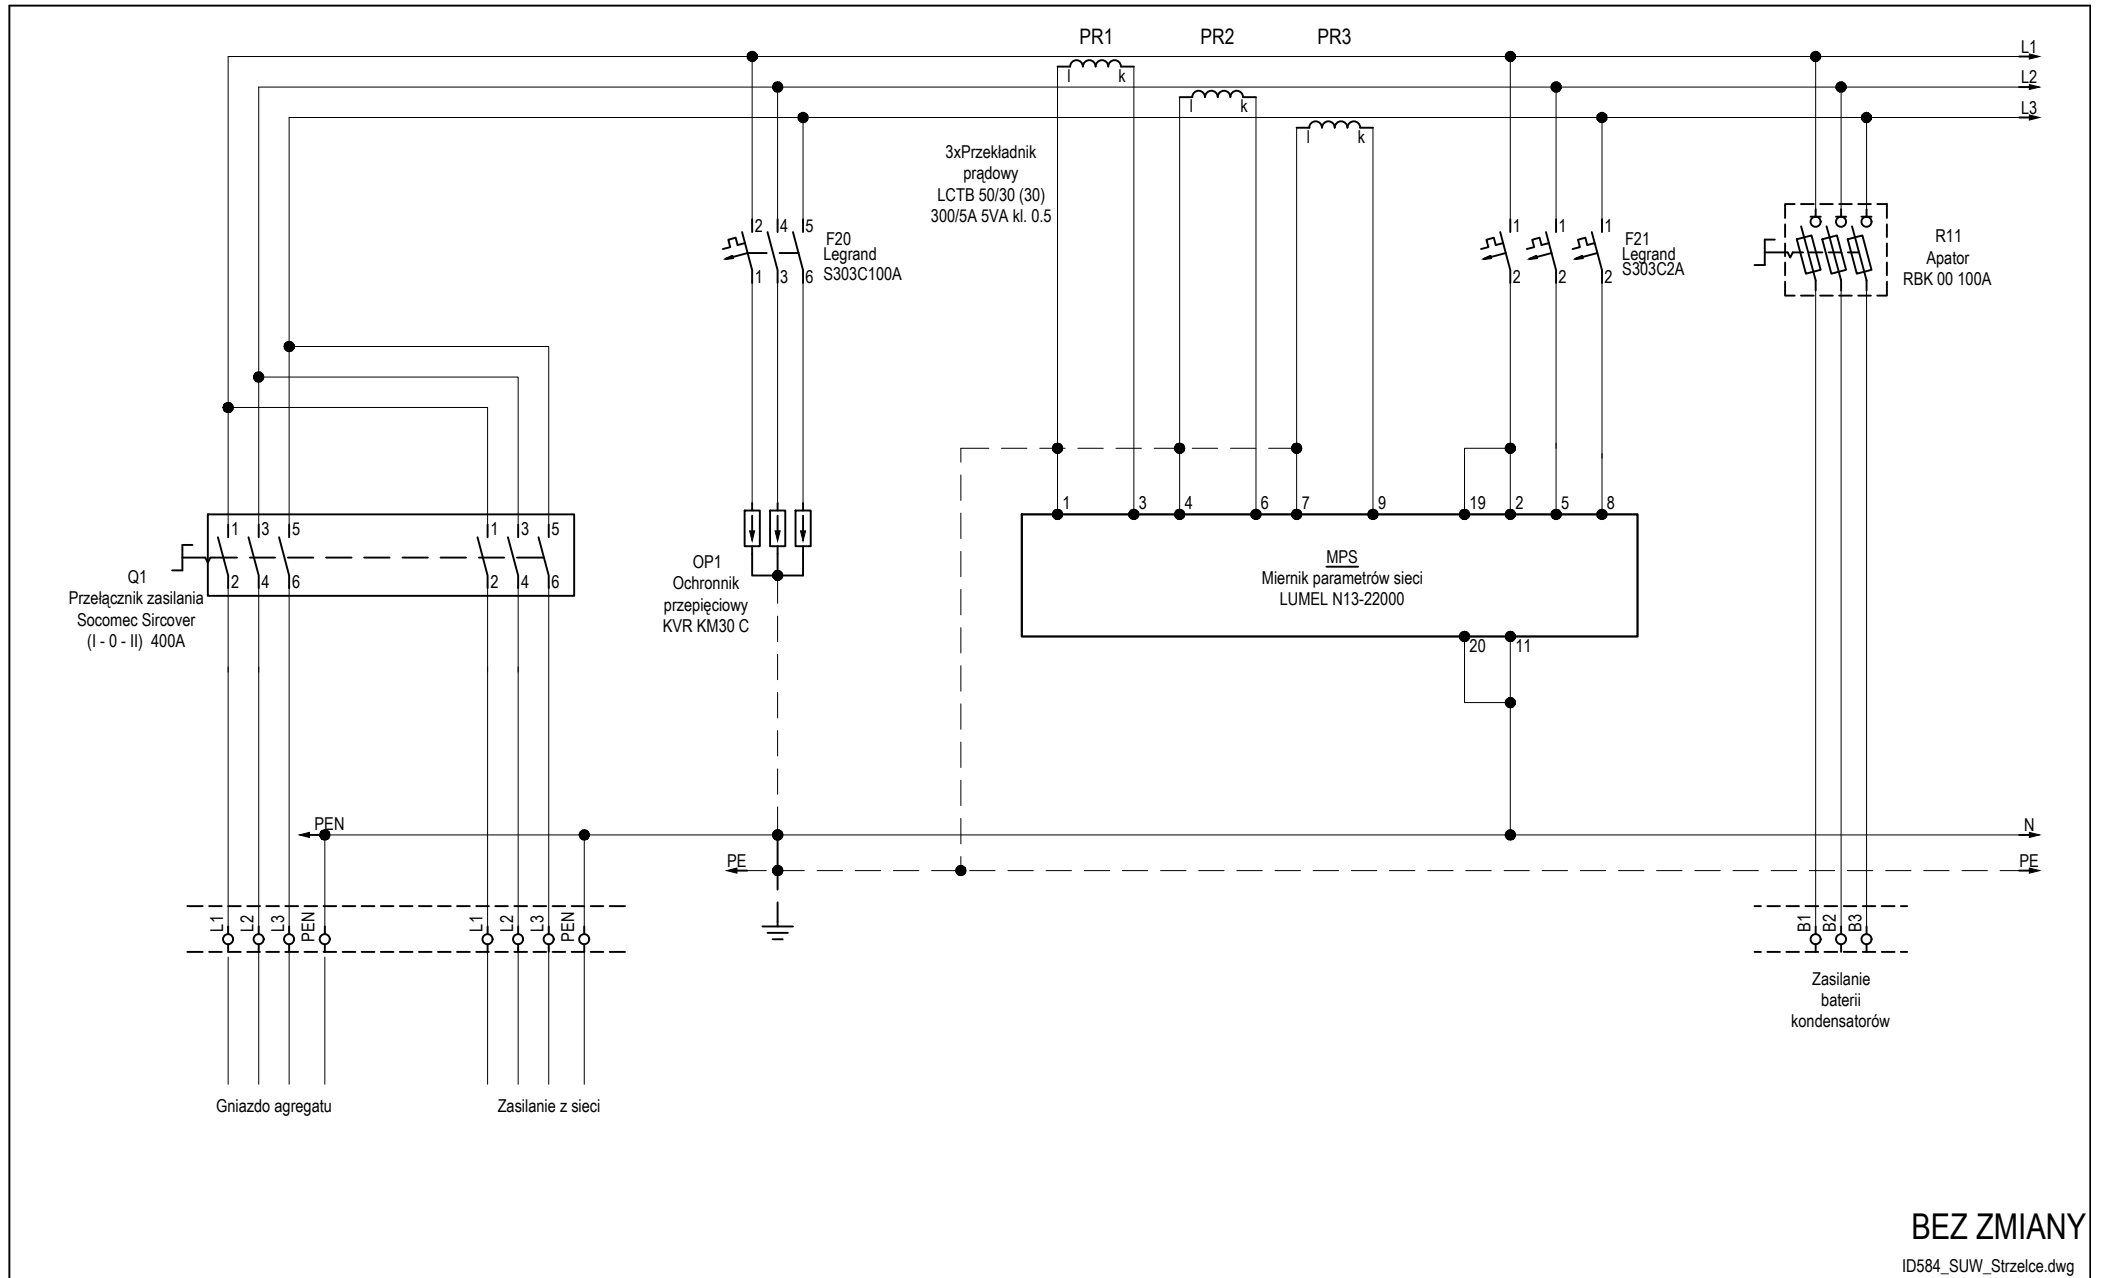 PR1 PR2 PR3
L1
L2
L3
l k
l k
l k
3xPrzekładnik
prądowy
LCTB 50/30 (30)
300/5A 5VA kl. 0.5
2 4 5
1 3 6
F20
Legrand
S303C100A
1 1 1
2 2 2
F21
Legrand
S303C2A
R11
Apator
RBK 00 100A
1 3 5 1 3 5
2 4 6 2 4 6
Q1
Przełącznik zasilania
Socomec Sircover
(I - 0 - II) 400A
OP1
Ochronnik
przepięciowy
KVR KM30 C
1 3 4 6 7 9 19 2 5 8
MPS
Miernik parametrów sieci
LUMEL N13-22000
20 11
PEN
N
PE
PE
L1 L2 L3 PEN
L1 L2 L3 PEN
B1 B2 B3
Zasilanie
baterii
kondensatorów
Gniazdo agregatu
Zasilanie z sieci
BEZ ZMIANY
ID584_SUW_Strzelce.dwg